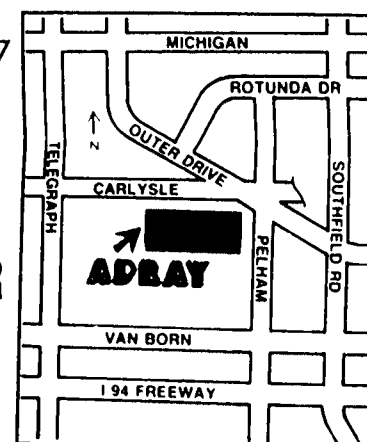 MICHIGAN
ROTUNDA DR
N
OUTER DRIVE
TELEGRAPH
CARLYSLE
SOUTHFIELD RD
PELHAM
ADRAY
VAN BORN
I 94 FREEWAY